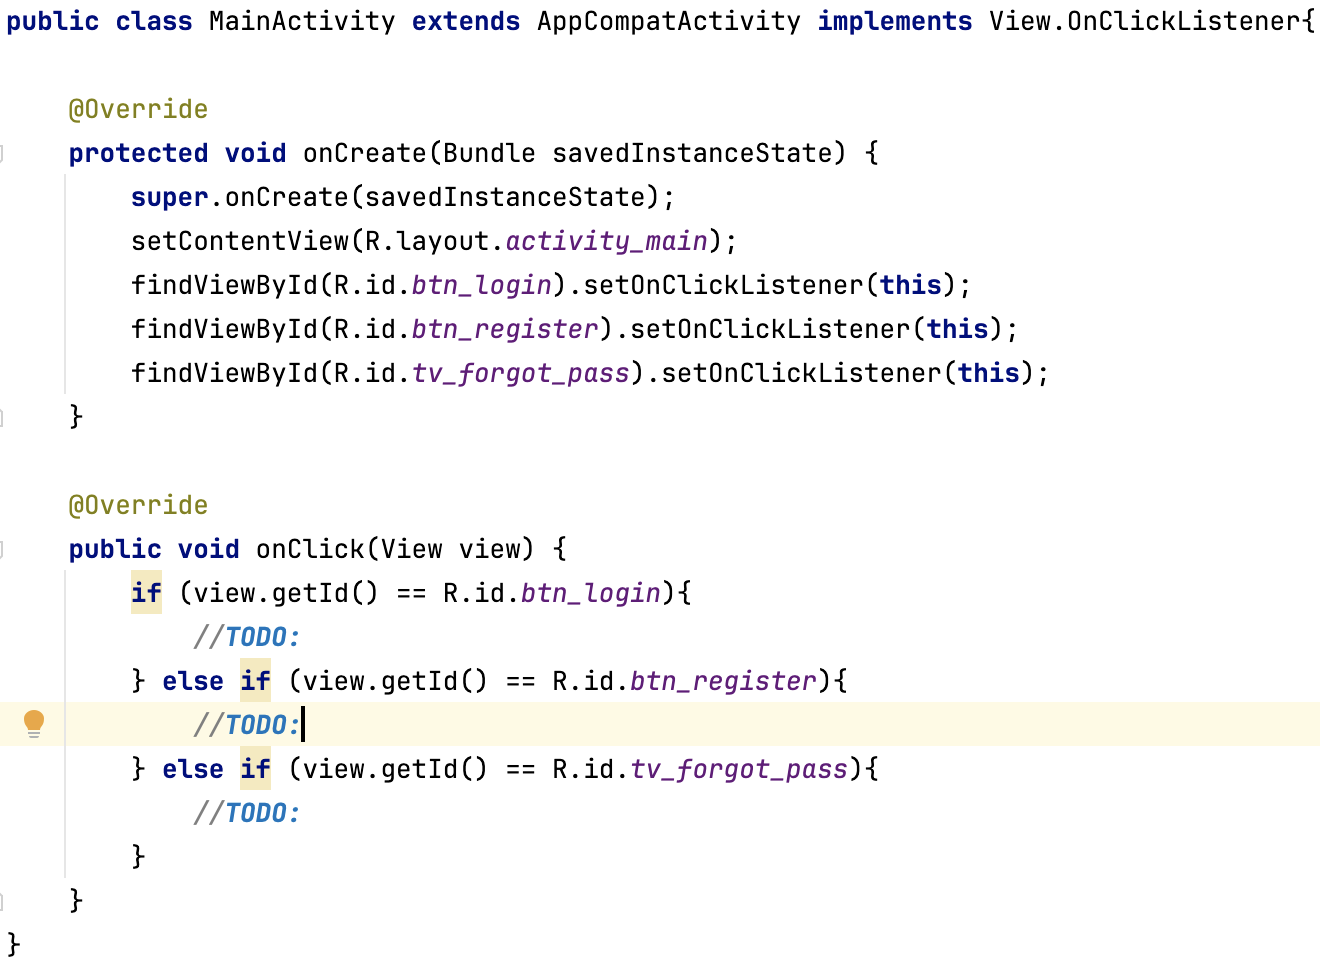 public class MainActivity extends AppCompatActivity implements View.OnClickListener{
@Override
protected void onCreate(Bundle savedInstanceState) {
super.onCreate(savedInstanceState);
setContentView(R.layout.activity_main);
findViewById(R.id.btn_login).setOnClickListener(this);
findViewById(R.id.btn_register).setOnClickListener(this);
findViewById(R.id.tv_forgot_pass).setOnClickListener(this);
}
@Override
public void onClick(View view) {
if (view.getId() == R.id.btn_login){
//TODO:
} else if (view.getId() == R.id.btn_register){
//TODO:
} else if (view.getId() == R.id.tv_forgot_pass){
//TODO:
}
}
}